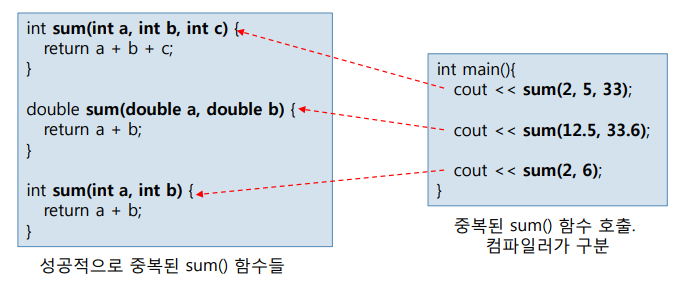 int sum(int a, int b, int c) {
return a + b + c;
}
double sum(double a, double b) {
return a + b;
}
int sum(int a, int b) {
return a + b;
}
성공적으로 중복된 sum() 함수들
int main(){
cout << sum(2, 5, 33);
cout << sum(12.5, 33.6);
cout << sum(2, 6);
}
중복된 sum() 함수 호출.
컴파일러가 구분